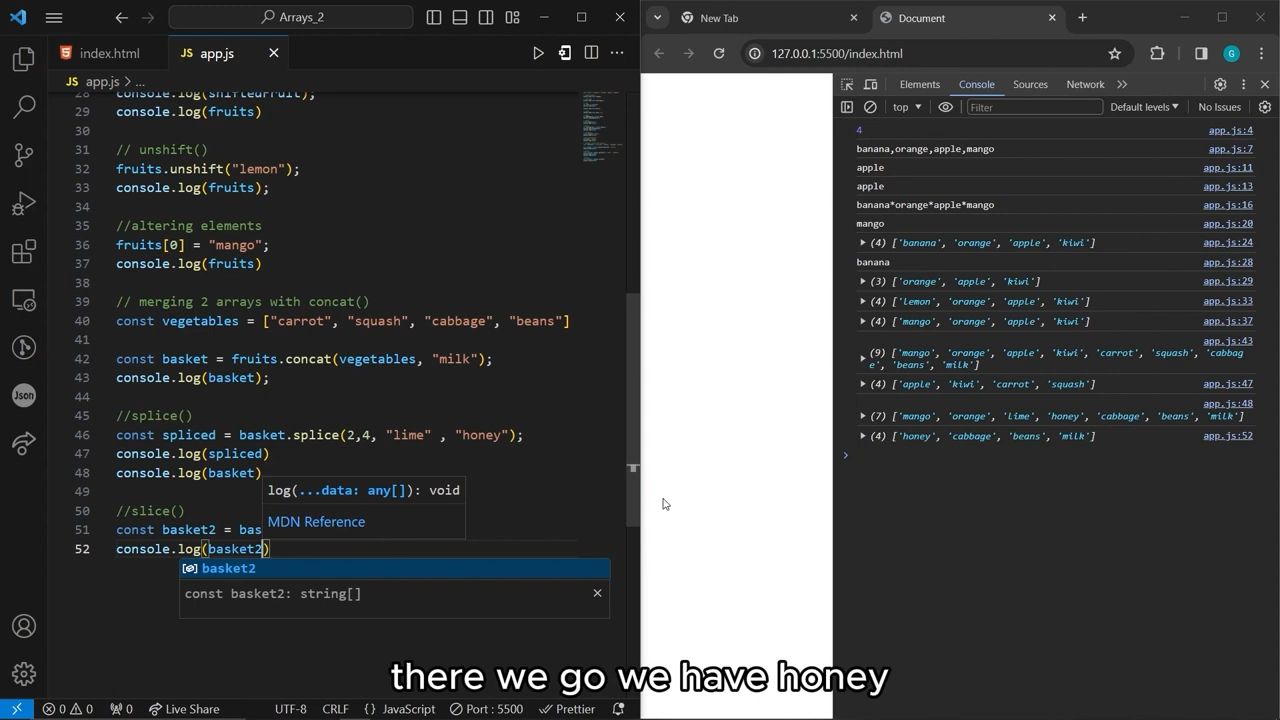 Arrays_2
index.html
app.js
app.js > ...
28 console.log(shiftedFruit);
29 console.log(fruits)
30
31 // unshift()
32 fruits.unshift("lemon");
33 console.log(fruits);
34
35 //altering elements
36 fruits[0] = "mango";
37 console.log(fruits)
38
39 // merging 2 arrays with concat()
40 const vegetables = ["carrot", "squash", "cabbage", "beans"]
41
42 const basket = fruits.concat(vegetables, "milk");
43 console.log(basket);
44
45 //splice()
46 const spliced = basket.splice(2,4, "lime" , "honey");
47 console.log(spliced)
48 console.log(basket)
49
log(...data: any[]): void
50 //slice()
MDN Reference
51 const basket2 = bas
52 console.log(basket2)
basket2
const basket2: string[]
Json
0 0 0 Live Share UTF-8 CRLF {} JavaScript Port : 5500 Prettier
New Tab
Document
127.0.0.1:5500/index.html
G
Elements Console Sources Network
top Filter Default levels No Issues
4 app.js:4
banana,orange,apple,mango app.js:7
apple app.js:11
apple app.js:13
banana*orange*apple*mango app.js:16
mango app.js:20
(4) ['banana', 'orange', 'apple', 'kiwi'] app.js:24
banana app.js:28
(3) ['orange', 'apple', 'kiwi'] app.js:29
(4) ['lemon', 'orange', 'apple', 'kiwi'] app.js:33
(4) ['mango', 'orange', 'apple', 'kiwi'] app.js:37
app.js:43
(9) ['mango', 'orange', 'apple', 'kiwi', 'carrot', 'squash', 'cabbag
e', 'beans', 'milk']
(4) ['apple', 'kiwi', 'carrot', 'squash'] app.js:47
app.js:48
(7) ['mango', 'orange', 'lime', 'honey', 'cabbage', 'beans', 'milk']
(4) ['honey', 'cabbage', 'beans', 'milk'] app.js:52
there we go we have honey